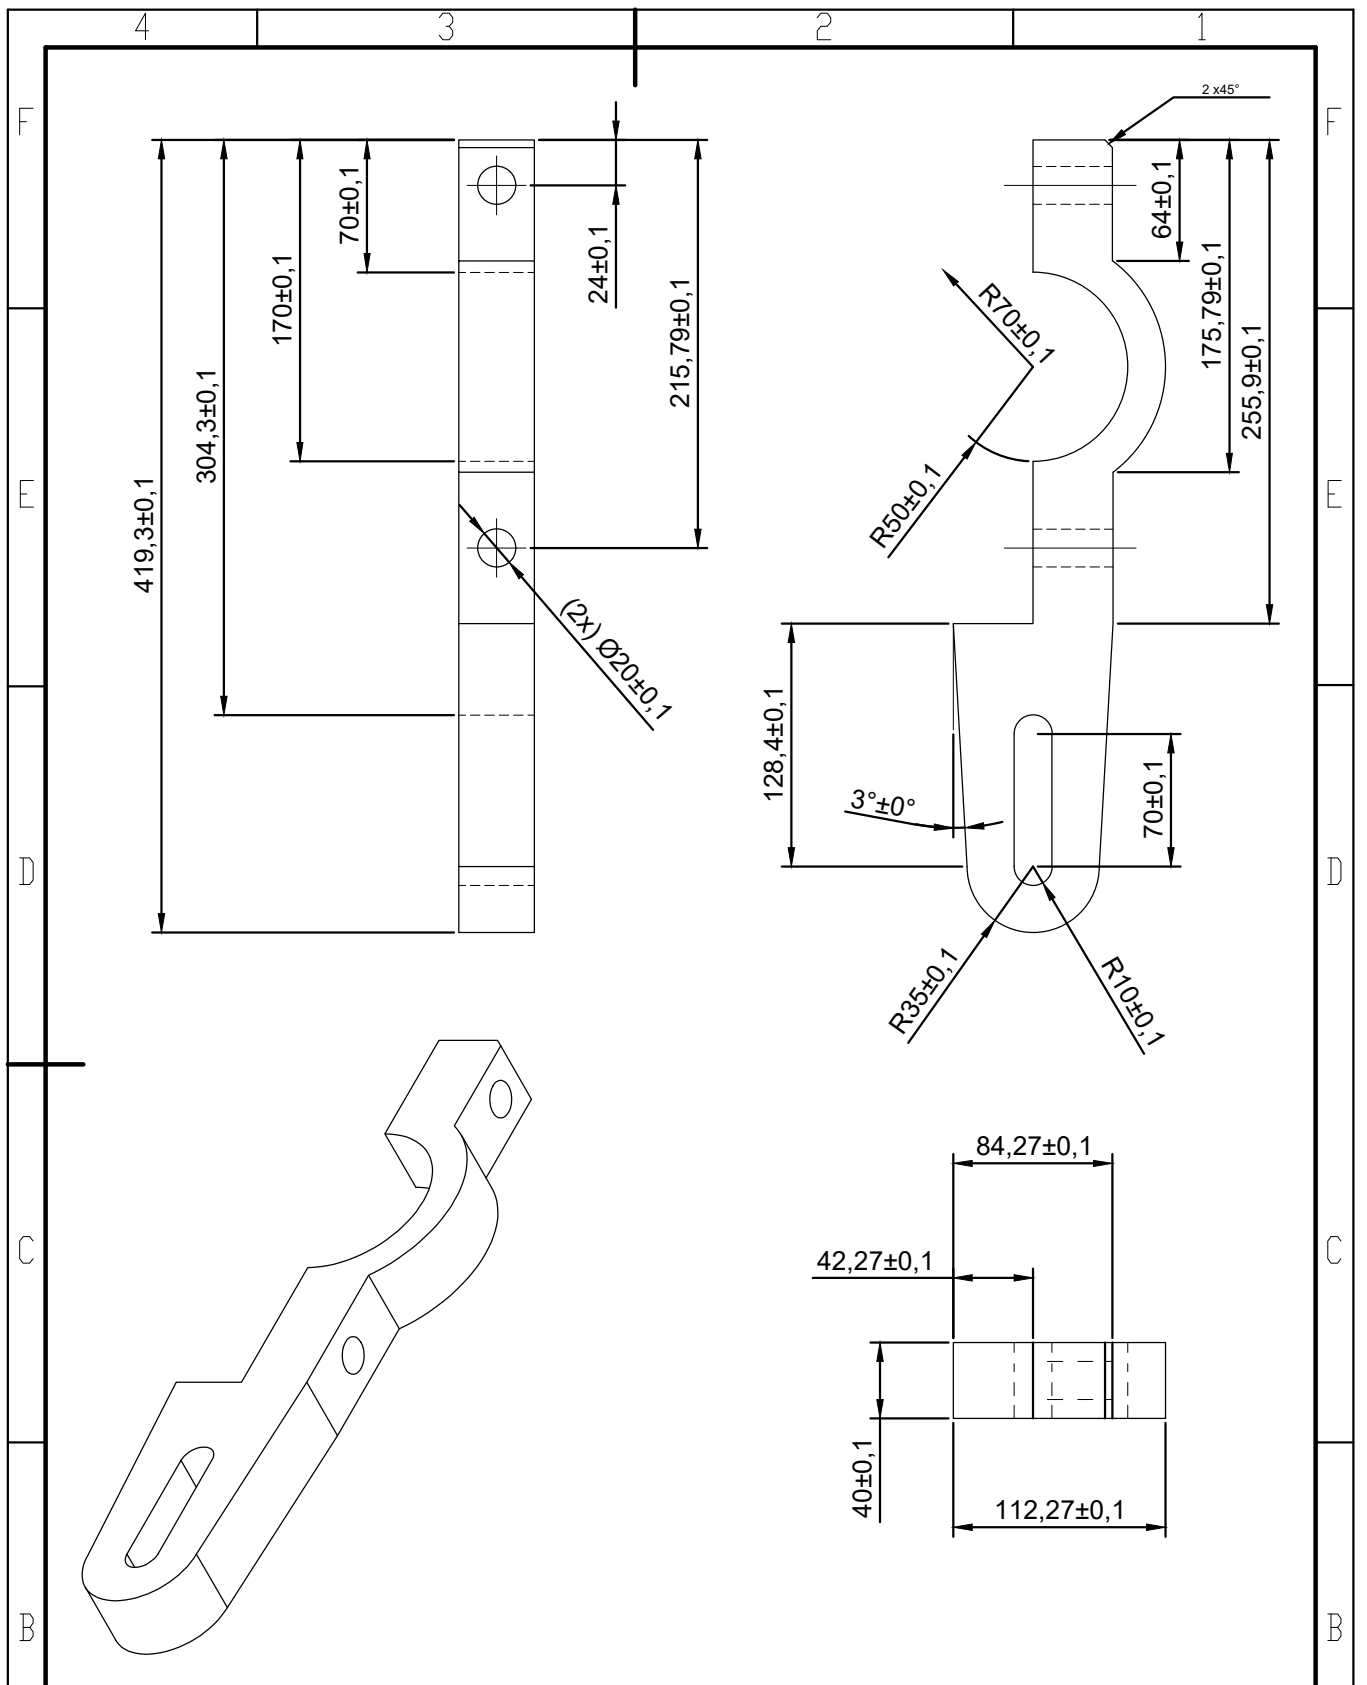 4 3 2 1
F F
2 x45°
70±0,1
64±0,1
24±0,1
170±0,1
175,79±0,1
R70±0,1
215,79±0,1
255,9±0,1
304,3±0,1
419,3±0,1
E E
R50±0,1
(2x) Ø20±0,1
128,4±0,1
3°±0°
70±0,1
D D
R35±0,1
R10±0,1
84,27±0,1
42,27±0,1
C C
40±0,1
112,27±0,1
B B